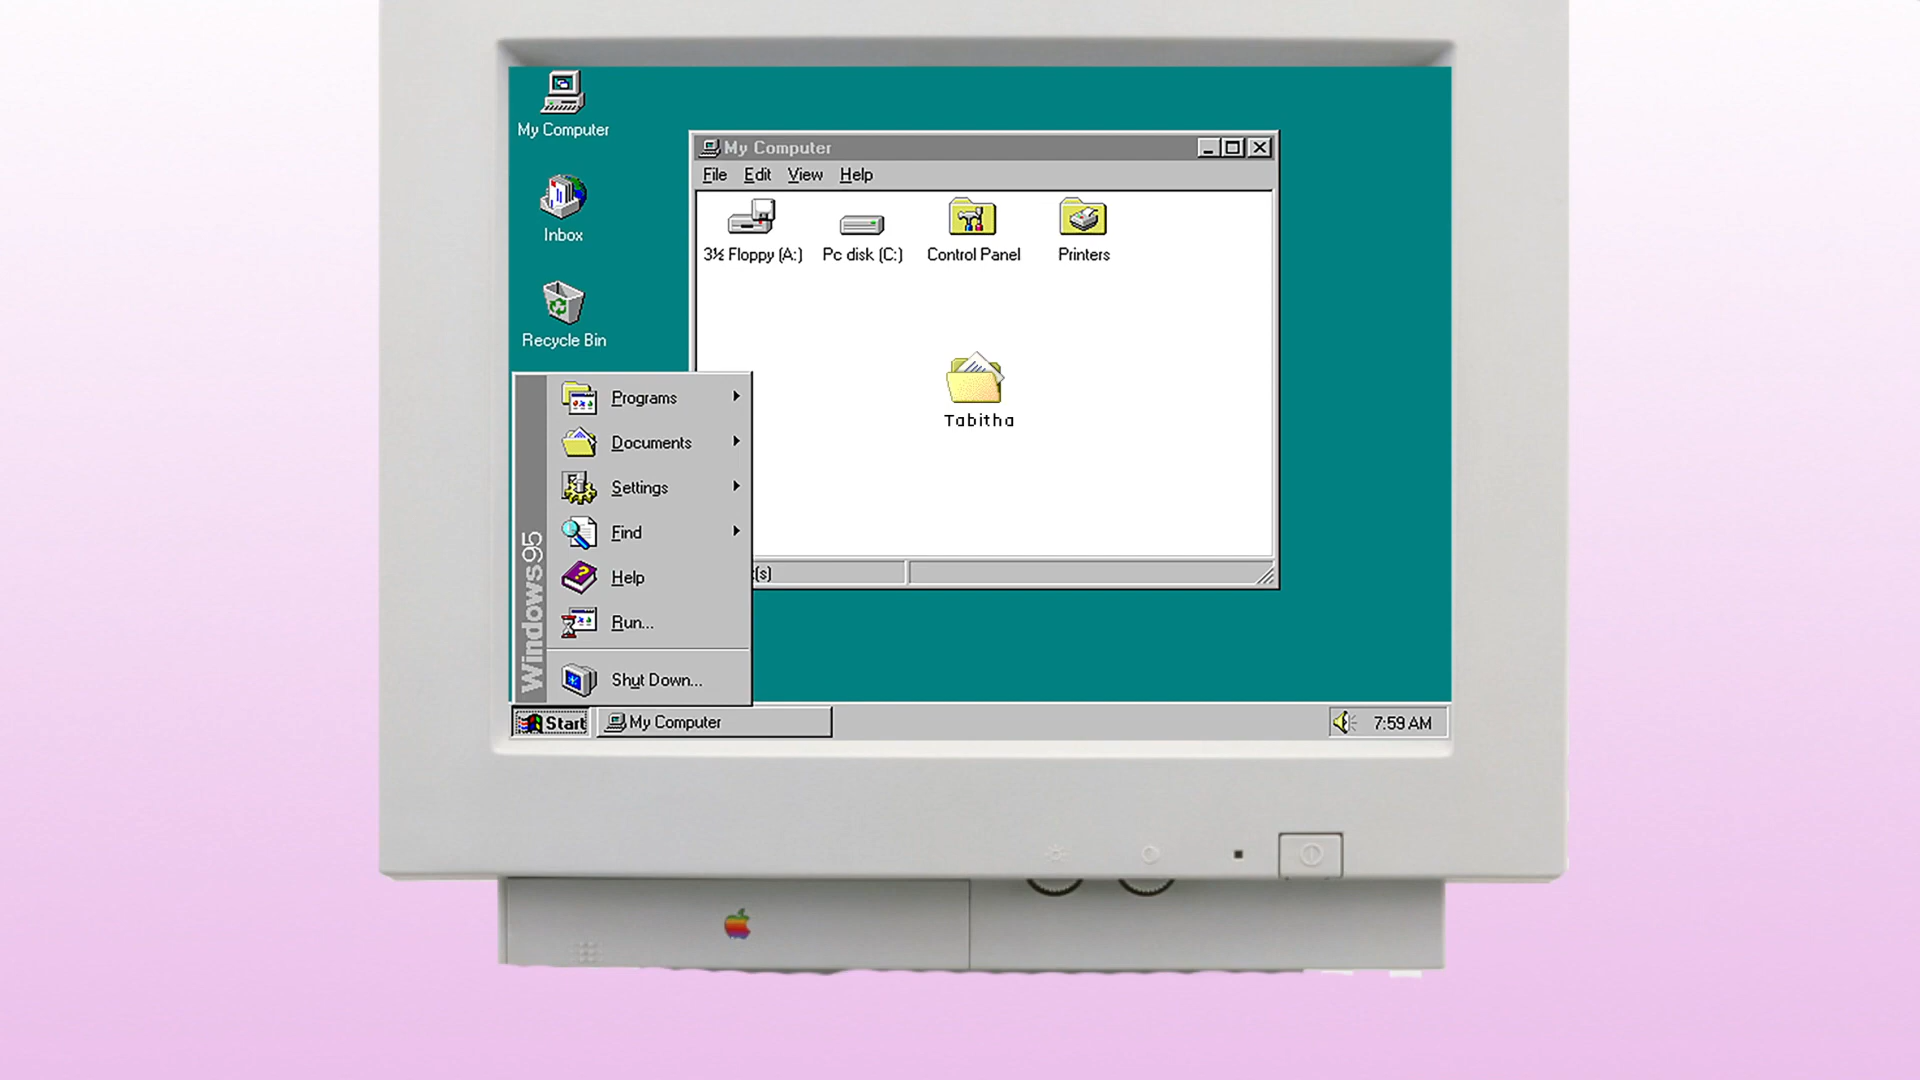 My Computer
Inbox
Recycle Bin
My Computer
File Edit View Help
3½ Floppy (A:) Pc disk (C:) Control Panel Printers
Tabitha
(s)
Programs
Documents
Settings
Find
Help
Run...
Shut Down...
Windows95
Start My Computer 7:59 AM